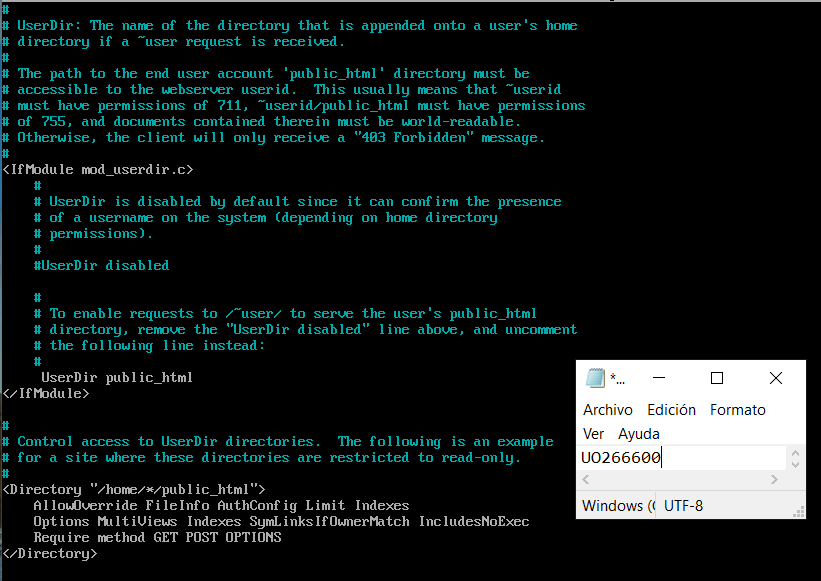 #
# UserDir: The name of the directory that is appended onto a user's home
# directory if a ~user request is received.
#
# The path to the end user account 'public_html' directory must be
# accessible to the webserver userid.  This usually means that ~userid
# must have permissions of 711, ~userid/public_html must have permissions
# of 755, and documents contained therein must be world-readable.
# Otherwise, the client will only receive a "403 Forbidden" message.
#
<IfModule mod_userdir.c>
    #
    # UserDir is disabled by default since it can confirm the presence
    # of a username on the system (depending on home directory
    # permissions).
    #
    #UserDir disabled

    #
    # To enable requests to /~user/ to serve the user's public_html
    # directory, remove the "UserDir disabled" line above, and uncomment
    # the following line instead:
    #
     UserDir public_html
</IfModule>

#
# Control access to UserDir directories.  The following is an example
# for a site where these directories are restricted to read-only.
#
<Directory "/home/*/public_html">
    AllowOverride FileInfo AuthConfig Limit Indexes
    Options MultiViews Indexes SymLinksIfOwnerMatch IncludesNoExec
    Require method GET POST OPTIONS
</Directory>
*...
Archivo Edición Formato
Ver Ayuda
UO266600
Windows (C UTF-8